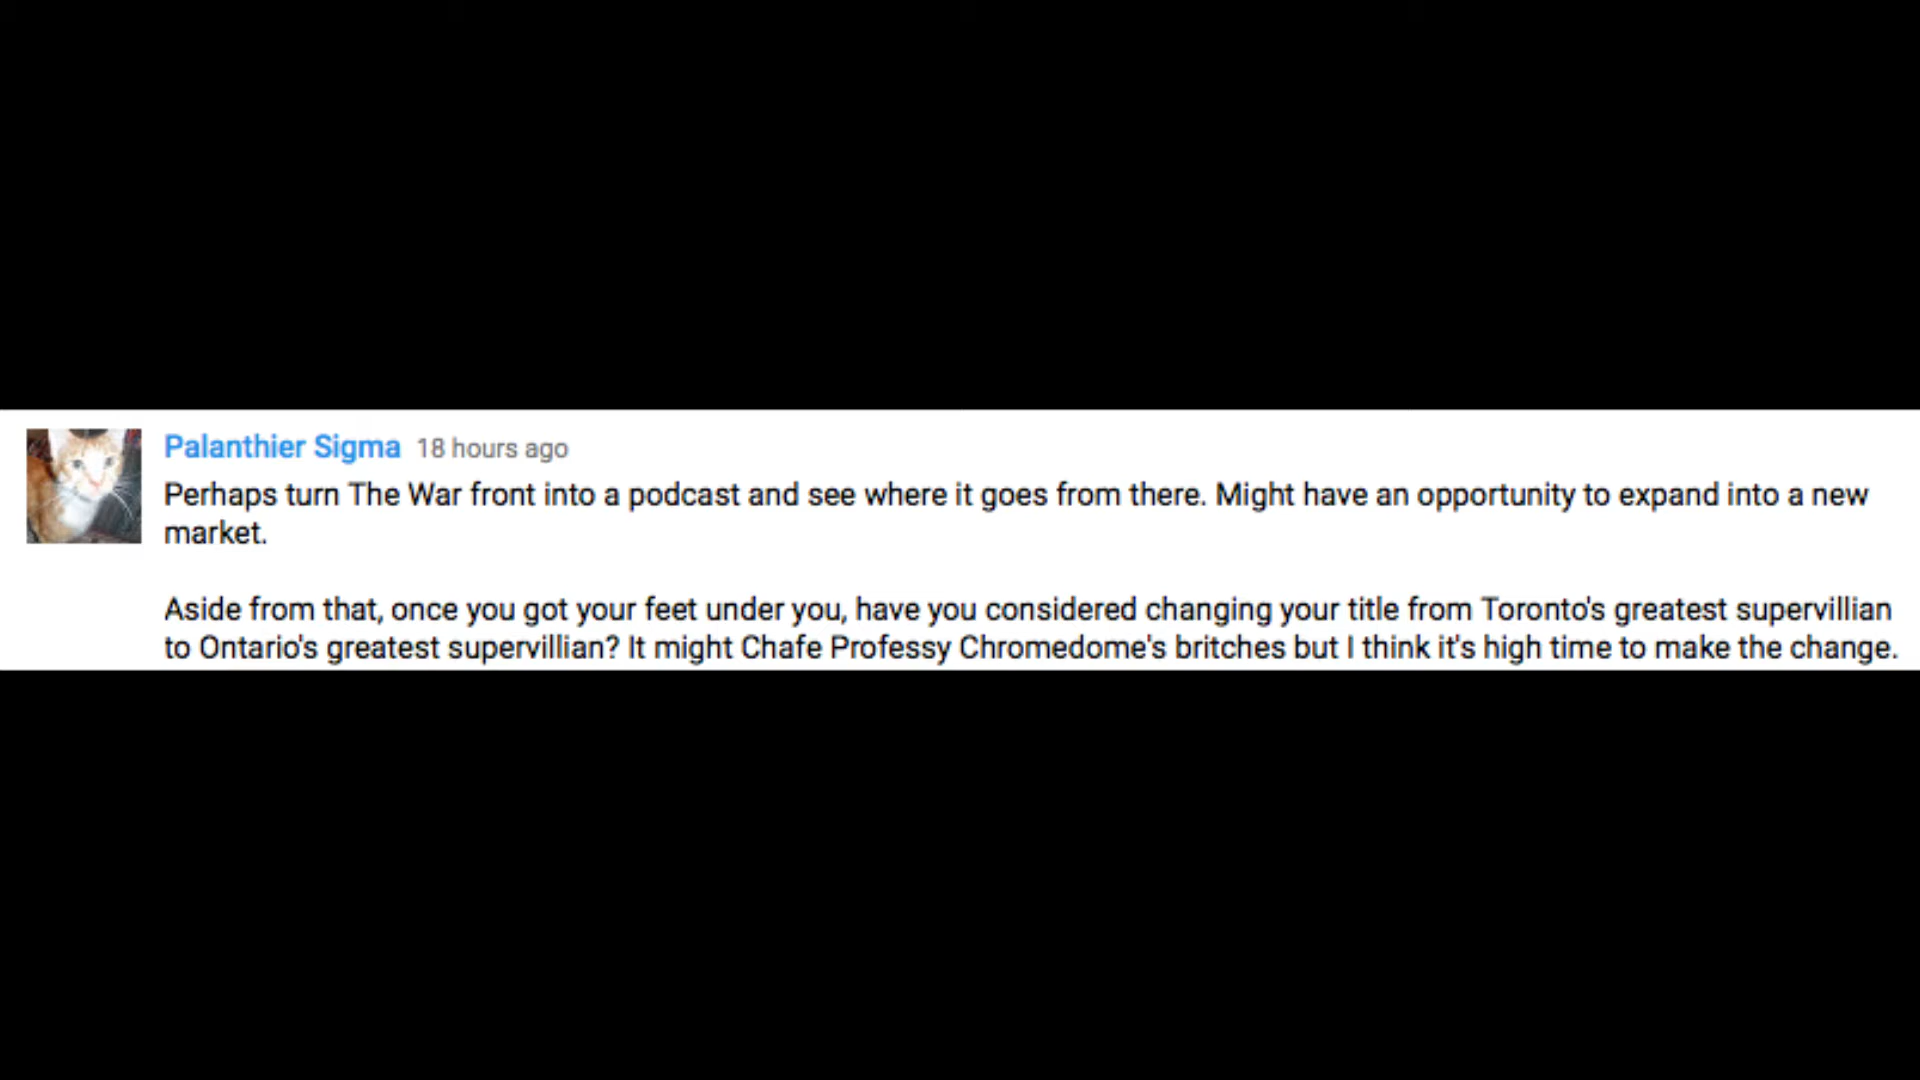 Palanthier Sigma 18 hours ago
Perhaps turn The War front into a podcast and see where it goes from there. Might have an opportunity to expand into a new
market.
Aside from that, once you got your feet under you, have you considered changing your title from Toronto's greatest supervillian
to Ontario's greatest supervillian? It might Chafe Professy Chromedome's britches but I think it's high time to make the change.